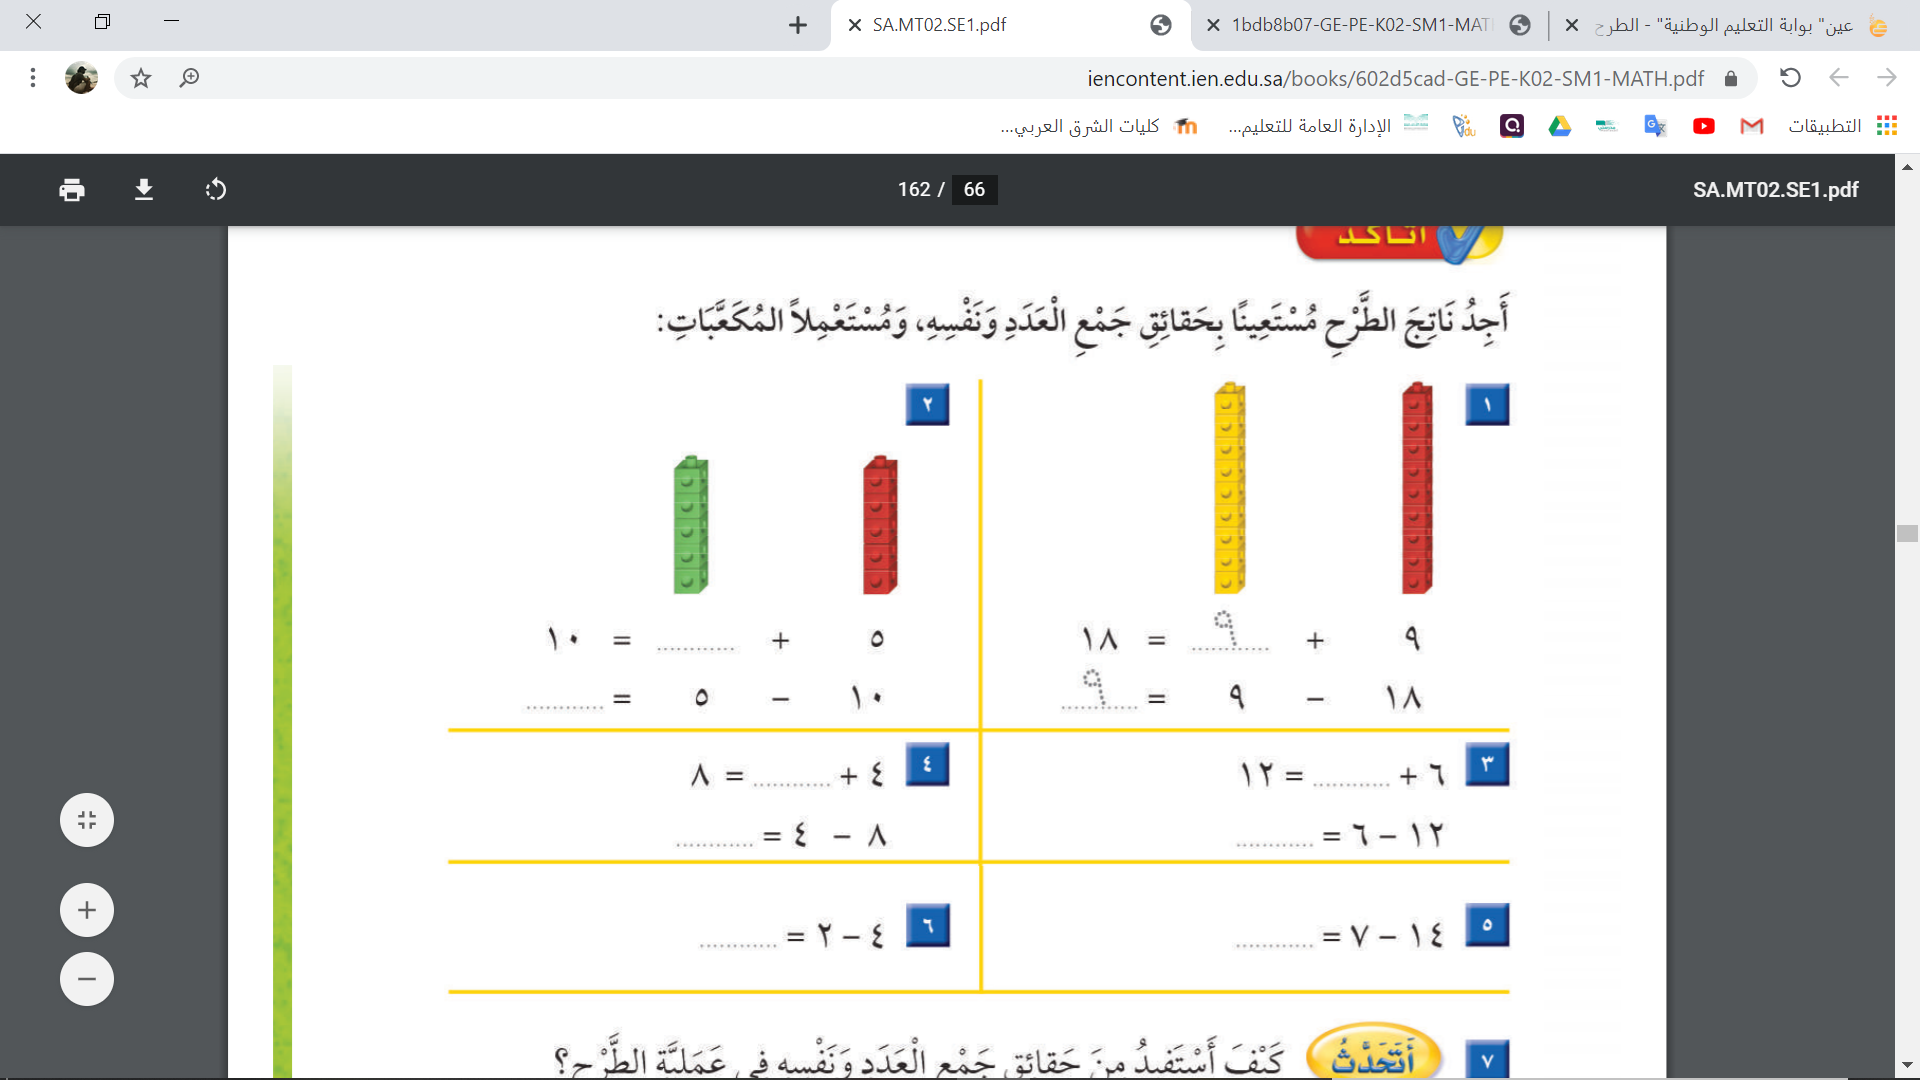 عين" بوابة التعليم الوطنية" - الطرح
1bdb8b07-GE-PE-K02-SM1-MAT
SA.MT02.SE1.pdf
iencontent.ien.edu.sa/books/602d5cad-GE-PE-K02-SM1-MATH.pdf
التطبيقات
الإدارة العامة للتعليم...
كليات الشرق العربي...
SA.MT02.SE1.pdf
162 / 66
أتأكد
أَجِدُ نَاتِجَ الطَّرْحِ مُسْتَعِينًا بِحَقائِقِ جَمْعِ الْعَدَدِ وَنَفْسِهِ، وَمُسْتَعْمِلاً المُكَعَّبَاتِ:
١
٩ + ٩ = ١٨
١٨ − ٩ = ٩
٢
٥ + ............ = ١٠
١٠ − ٥ = ............
٣
٦ + ............ = ١٢
١٢ − ٦ = ............
٤
٤ + ............ = ٨
٨ − ٤ = ............
٥
١٤ − ٧ = ............
٦
٤ − ٢ = ............
٧
أَتَحَدَّثُ
كَيْفَ أَسْتَفِيدُ مِنَ حَقائِقِ جَمْعِ الْعَدَدِ وَنَفْسِهِ فِي عَمَلِيَّةِ الطَّرْحِ؟